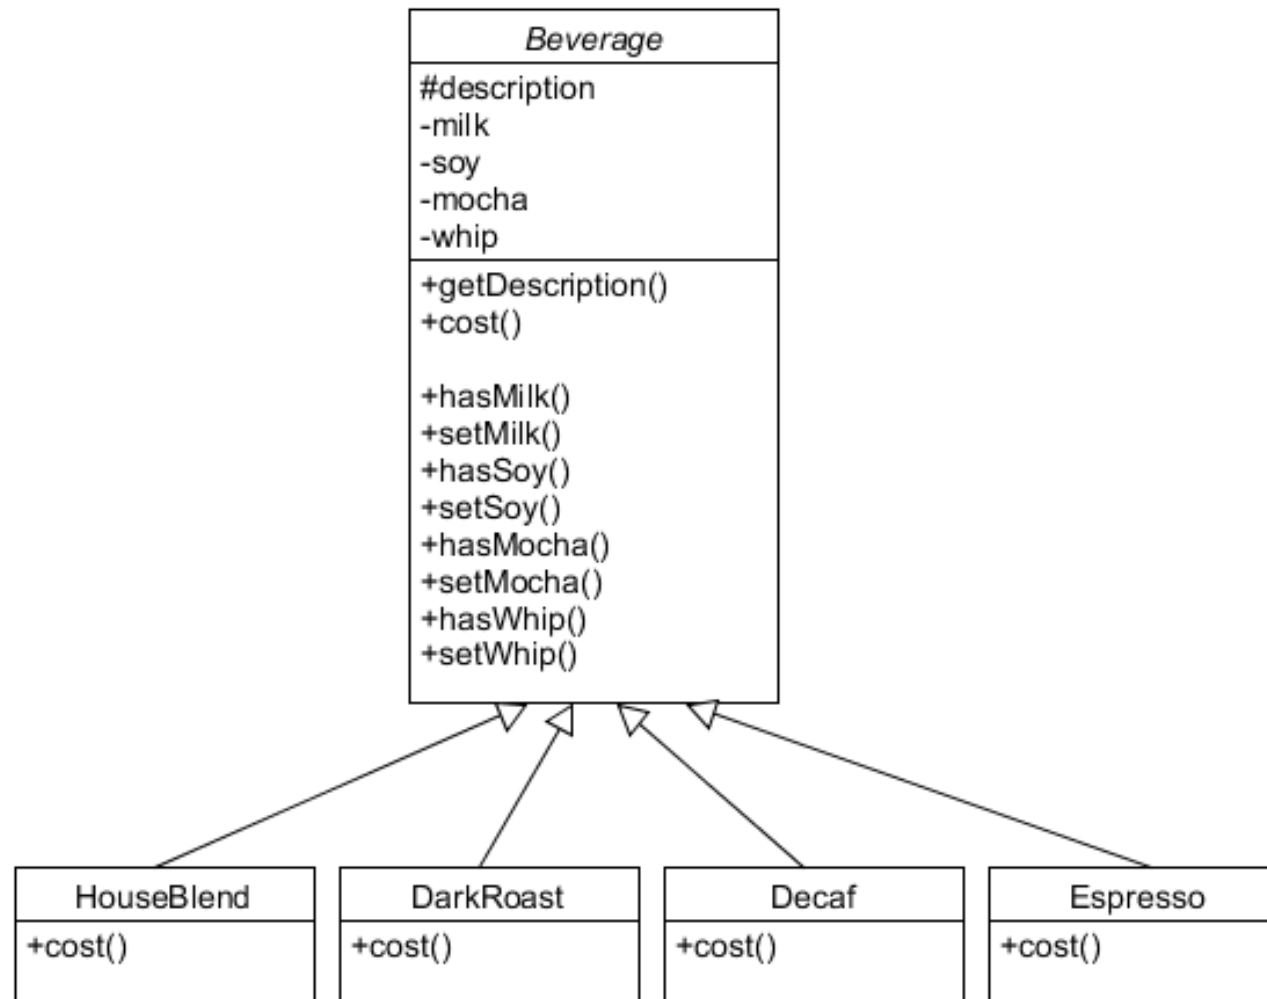 Beverage
#description
-milk
-soy
-mocha
-whip
+getDescription()
+cost()
+hasMilk()
+setMilk()
+hasSoy()
+setSoy()
+hasMocha()
+setMocha()
+hasWhip()
+setWhip()
HouseBlend
+cost()
DarkRoast
+cost()
Decaf
+cost()
Espresso
+cost()